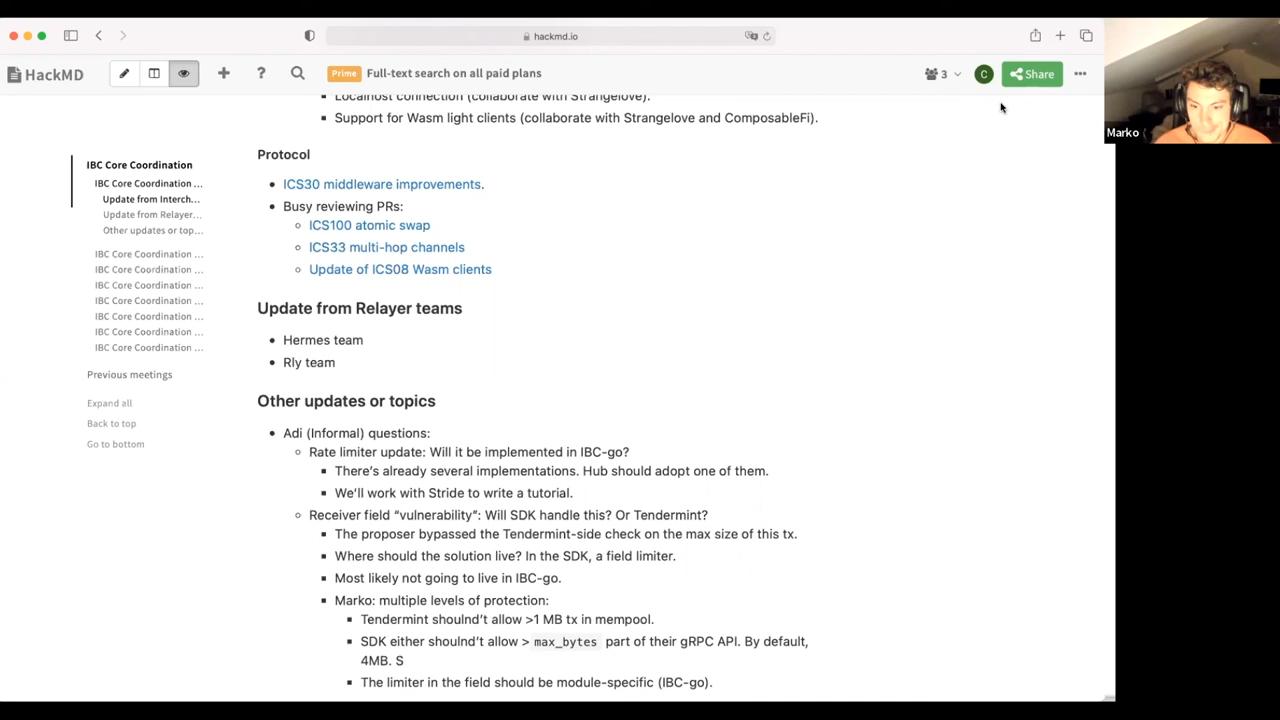 hackmd.io
HackMD
Prime Full-text search on all paid plans
3
C
Share
Marko
Localhost connection (collaborate with Strangelove).
Support for Wasm light clients (collaborate with Strangelove and ComposableFi).
IBC Core Coordination
IBC Core Coordination ...
Update from Interch...
Update from Relayer...
Other updates or top...
IBC Core Coordination ...
IBC Core Coordination ...
IBC Core Coordination ...
IBC Core Coordination ...
IBC Core Coordination ...
IBC Core Coordination ...
IBC Core Coordination ...
Previous meetings
Expand all
Back to top
Go to bottom
Protocol
ICS30 middleware improvements.
Busy reviewing PRs:
ICS100 atomic swap
ICS33 multi-hop channels
Update of ICS08 Wasm clients
Update from Relayer teams
Hermes team
Rly team
Other updates or topics
Adi (Informal) questions:
Rate limiter update: Will it be implemented in IBC-go?
There's already several implementations. Hub should adopt one of them.
We'll work with Stride to write a tutorial.
Receiver field “vulnerability“: Will SDK handle this? Or Tendermint?
The proposer bypassed the Tendermint-side check on the max size of this tx.
Where should the solution live? In the SDK, a field limiter.
Most likely not going to live in IBC-go.
Marko: multiple levels of protection:
Tendermint shoulnd't allow >1 MB tx in mempool.
SDK either shoulnd't allow > max_bytes part of their gRPC API. By default,
4MB. S
The limiter in the field should be module-specific (IBC-go).